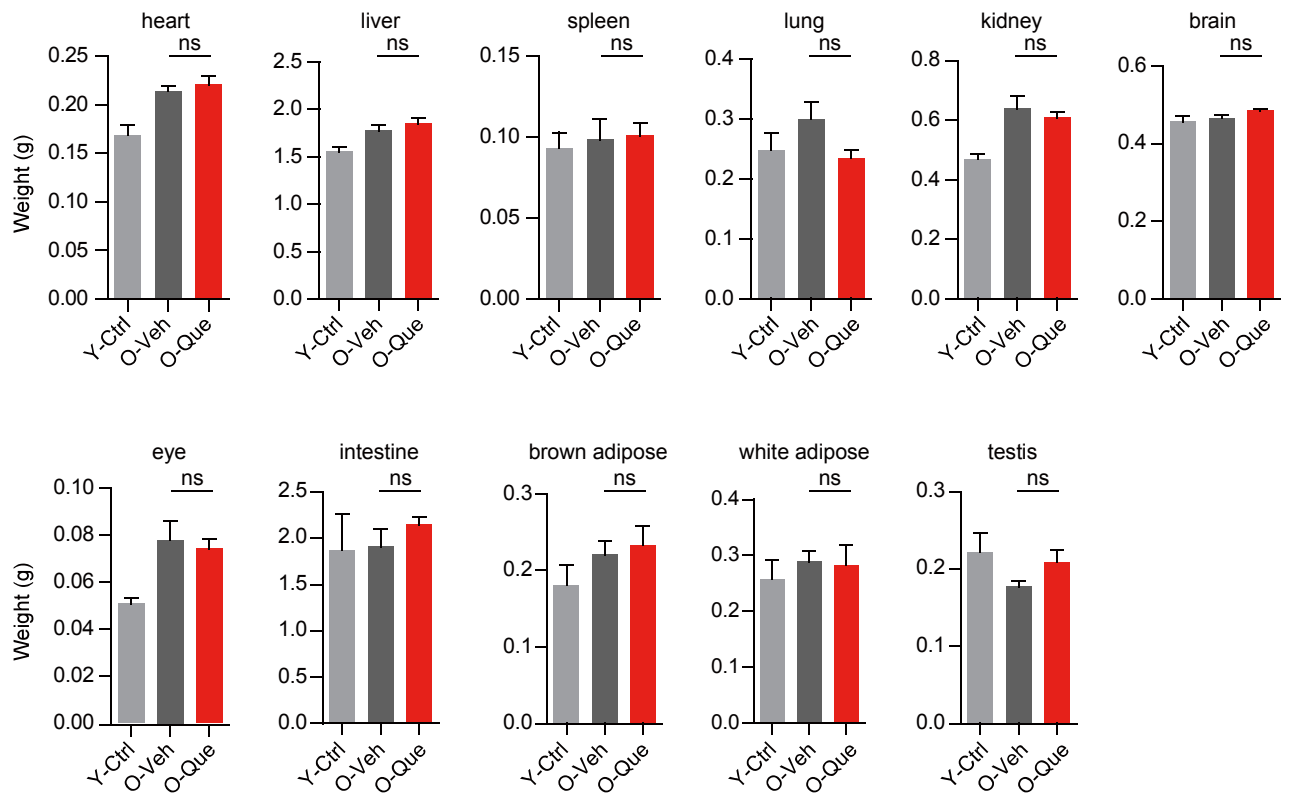 heart
ns
Weight (g)
0.25
0.20
0.15
0.10
0.05
0.00
Y-Ctrl
O-Veh
O-Que
liver
ns
2.5
2.0
1.5
1.0
0.5
0.0
Y-Ctrl
O-Veh
O-Que
spleen
ns
0.15
0.10
0.05
0.00
Y-Ctrl
O-Veh
O-Que
lung
ns
0.4
0.3
0.2
0.1
0.0
Y-Ctrl
O-Veh
O-Que
kidney
ns
0.8
0.6
0.4
0.2
0.0
Y-Ctrl
O-Veh
O-Que
brain
ns
0.6
0.4
0.2
0.0
Y-Ctrl
O-Veh
O-Que
eye
ns
Weight (g)
0.10
0.08
0.06
0.04
0.02
0.00
Y-Ctrl
O-Veh
O-Que
intestine
ns
2.5
2.0
1.5
1.0
0.5
0.0
Y-Ctrl
O-Veh
O-Que
brown adipose
ns
0.3
0.2
0.1
0.0
Y-Ctrl
O-Veh
O-Que
white adipose
ns
0.4
0.3
0.2
0.1
0.0
Y-Ctrl
O-Veh
O-Que
testis
ns
0.3
0.2
0.1
0.0
Y-Ctrl
O-Veh
O-Que